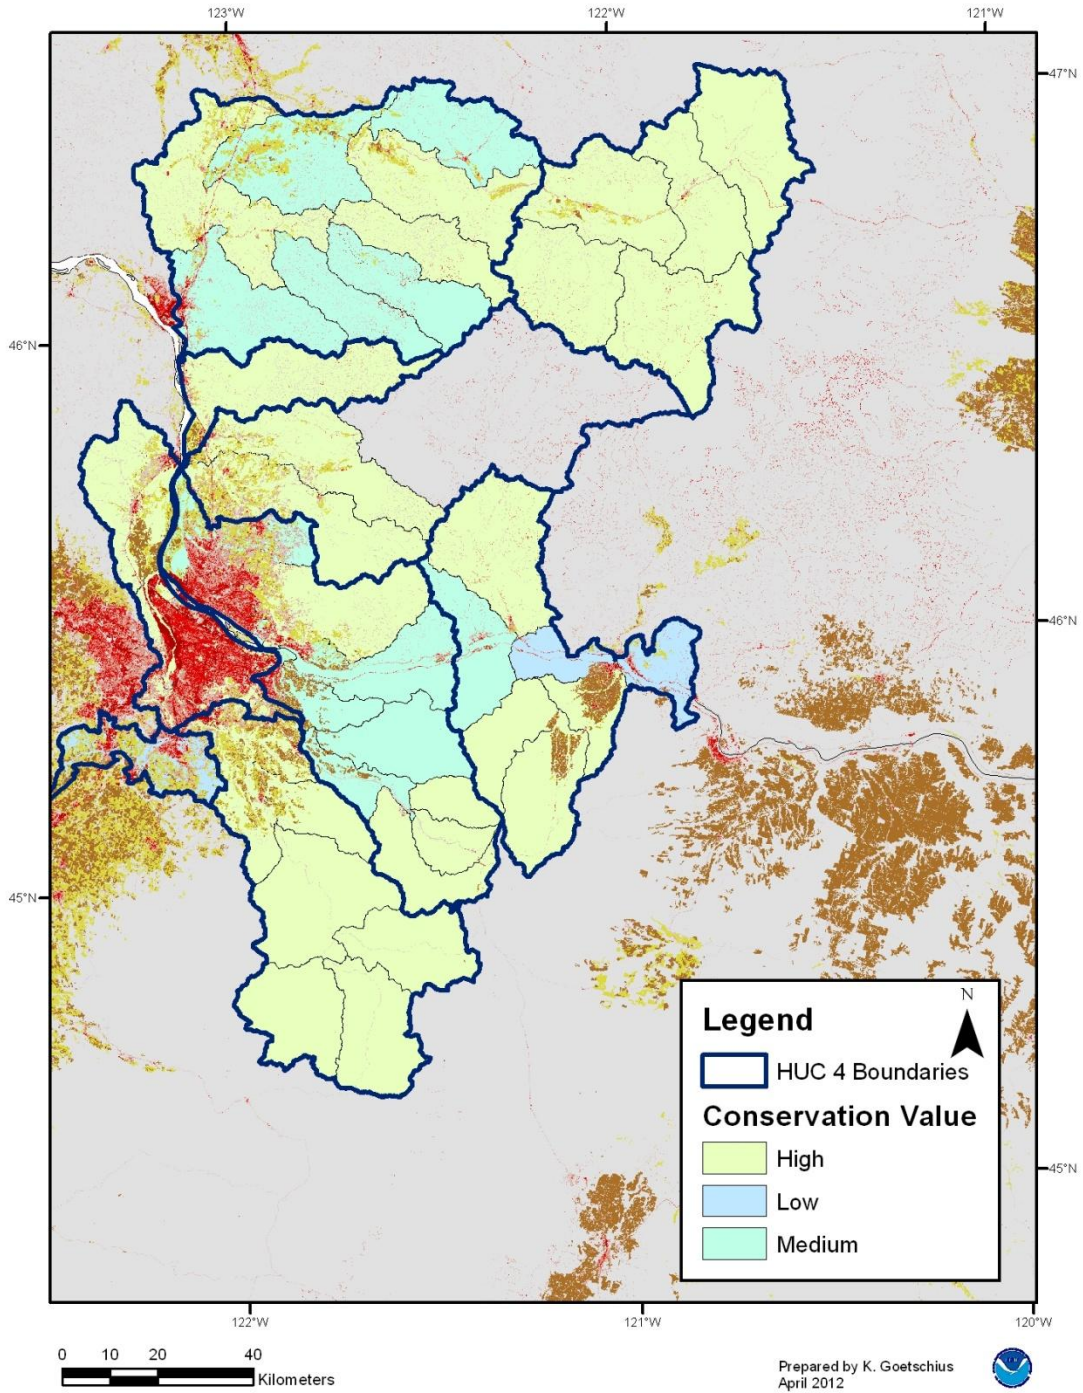 123°W 122°W 121°W
47°N
46°N
46°N
45°N
45°N
Legend
N
HUC 4 Boundaries
Conservation Value
High
Low
Medium
122°W 121°W 120°W
0 10 20 40
Kilometers
Prepared by K. Goetschius
April 2012